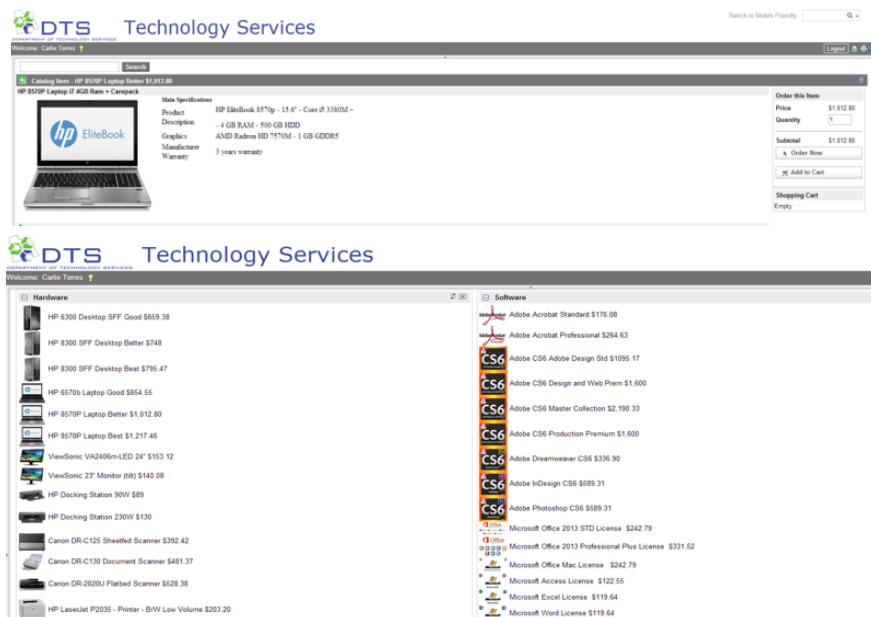 DTS Technology Services
DEPARTMENT OF TECHNOLOGY SERVICES
Switch to Mobile Friendly
Welcome: Carlie Torres
Logout
Search
Catalog Item - HP 8570P Laptop Better $1,012.80
HP 8570P Laptop i7 4GB Ram + Carepack
Main Specifications
Product Description
HP EliteBook 8570p - 15.6" - Core i5 3380M –
- 4 GB RAM - 500 GB HDD
Graphics AMD Radeon HD 7570M - 1 GB GDDR5
Manufacturer Warranty 3 years warranty
hp EliteBook
Order this Item
Price $1,012.80
Quantity 1
Subtotal $1,012.80
Order Now
Add to Cart
Shopping Cart
Empty
DTS Technology Services
DEPARTMENT OF TECHNOLOGY SERVICES
Welcome: Carlie Torres
Hardware
HP 6300 Desktop SFF Good $659.38
HP 8300 SFF Desktop Better $748
HP 8300 SFF Desktop Best $795.47
HP 6570b Laptop Good $854.55
HP 8570P Laptop Better $1,012.80
HP 8570P Laptop Best $1,217.46
ViewSonic VA2406m-LED 24" $153.12
ViewSonic 23" Monitor (tilt) $140.08
HP Docking Station 90W $89
HP Docking Station 230W $130
Canon DR-C125 Sheetfed Scanner $392.42
Canon DR-C130 Document Scanner $481.37
Canon DR-2020U Flatbed Scanner $528.38
HP LaserJet P2035 - Printer - B/W Low Volume $203.20
Software
Adobe Acrobat Standard $176.08
Adobe Acrobat Professional $264.63
CS6 Adobe CS6 Adobe Design Std $1095.17
CS6 Adobe CS6 Design and Web Prem $1,600
CS6 Adobe CS6 Master Collection $2,190.33
CS6 Adobe CS6 Production Premium $1,600
CS6 Adobe Dreamweaver CS6 $336.90
CS6 Adobe InDesign CS6 $589.31
CS6 Adobe Photoshop CS6 $589.31
Office Microsoft Office 2013 STD License $242.79
Office Microsoft Office 2013 Professional Plus License $331.52
Microsoft Office Mac License $242.79
Microsoft Access License $122.55
Microsoft Excel License $119.64
Microsoft Word License $119.64